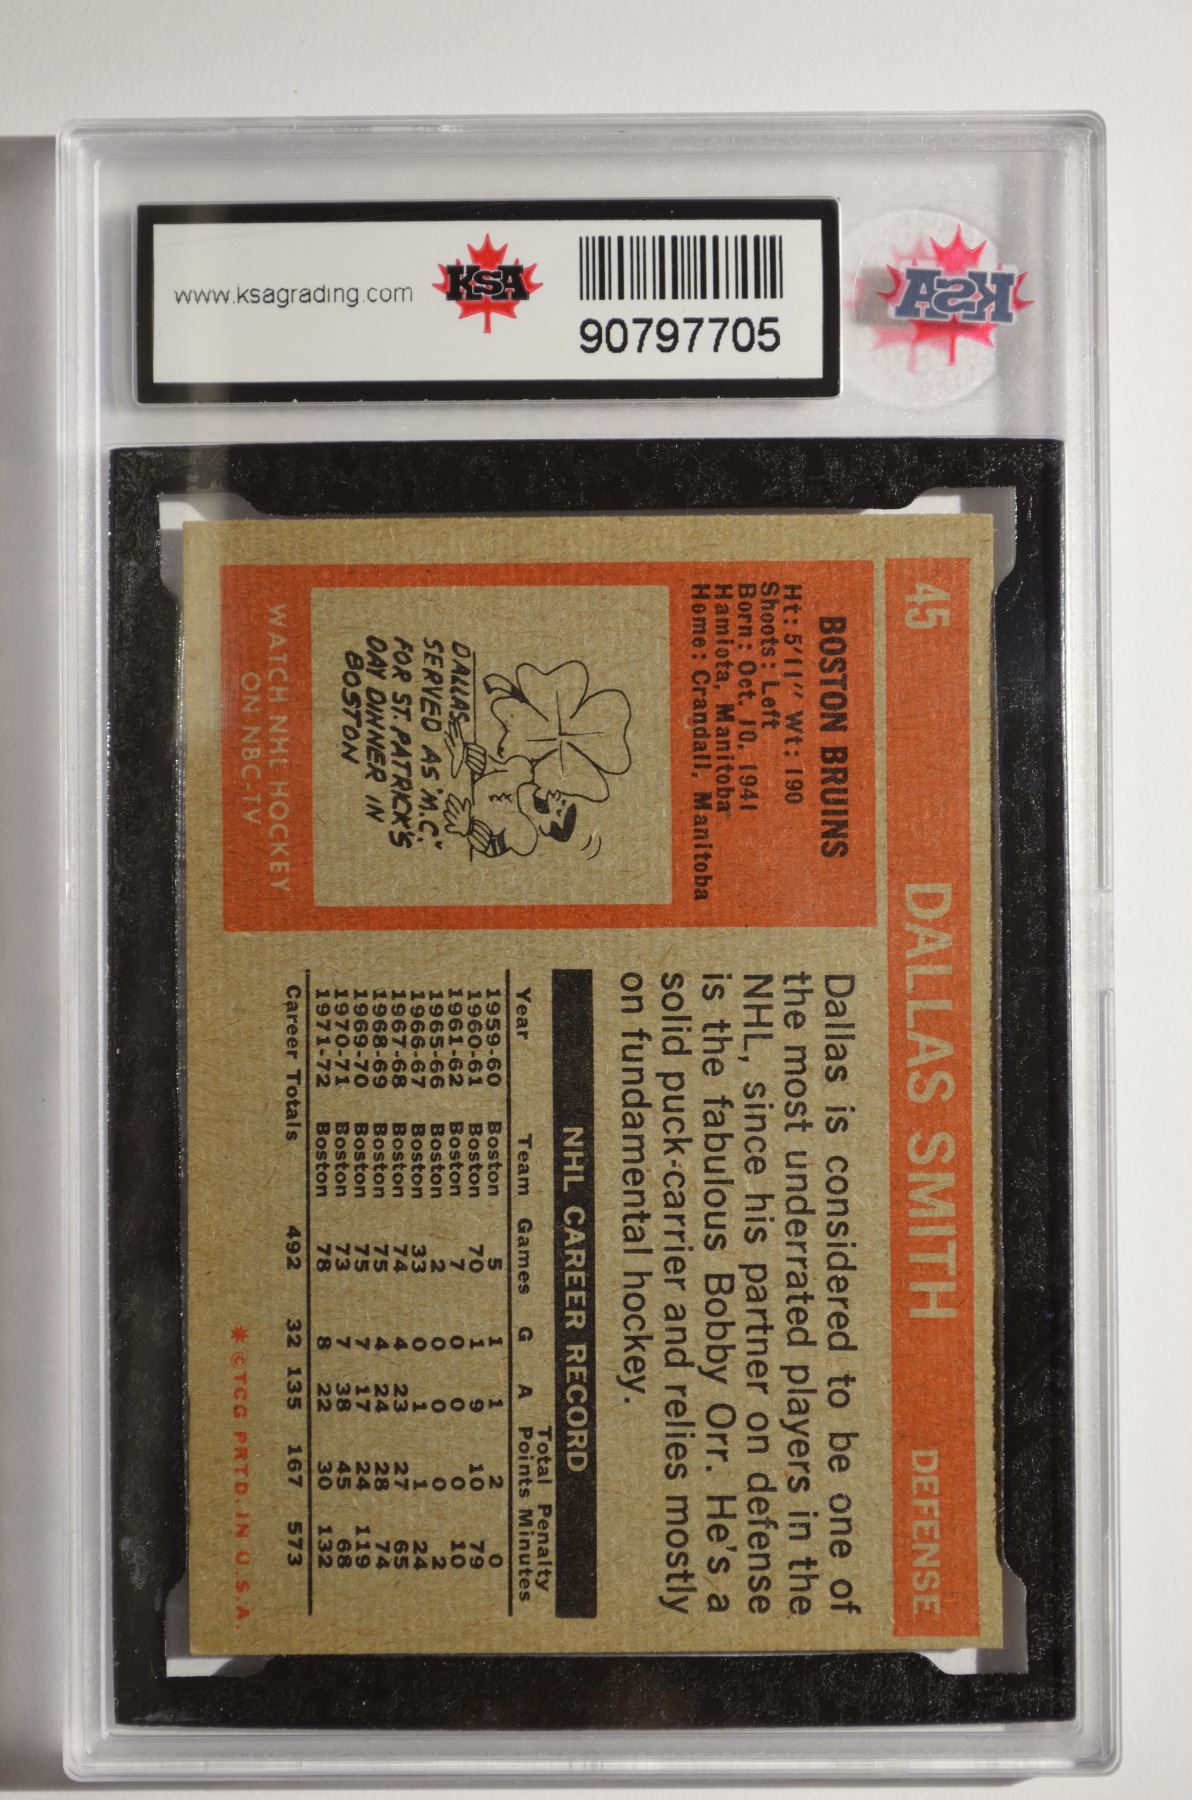 www.ksagrading.com
KSA
90797705
KSA
45
DALLAS SMITH
DEFENSE
BOSTON BRUINS
Ht: 5'11" Wt: 190
Shoots: Left
Born: Oct. 10, 1941
Hamiota, Manitoba
Home: Crandall, Manitoba
DALLAS
SERVED AS "M.C."
FOR ST. PATRICK'S
DAY DINNER IN
BOSTON
WATCH NHL HOCKEY
ON NBC-TV
Dallas is considered to be one of
the most underrated players in the
NHL, since his partner on defense
is the fabulous Bobby Orr. He's a
solid puck-carrier and relies mostly
on fundamental hockey.
NHL CAREER RECORD
Total Penalty
Year Team Games G A Points Minutes
1959-60 Boston 5 1 1 2 0
1960-61 Boston 70 1 9 10 79
1961-62 Boston 7 0 0 0 10
1965-66 Boston 2 0 0 0 2
1966-67 Boston 33 0 1 1 24
1967-68 Boston 74 4 23 27 65
1968-69 Boston 75 4 24 28 74
1969-70 Boston 75 7 17 24 119
1970-71 Boston 73 7 38 45 68
1971-72 Boston 78 8 22 30 132
Career Totals 492 32 135 167 573
* © T.C.G. PRTD. IN U.S.A.